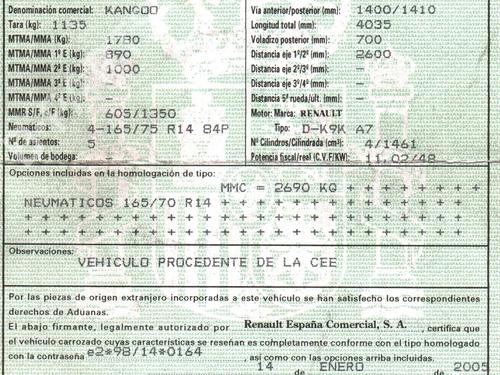 Denominación comercial: KANGOO
Tara (kg): 1135
MTMA/MMA (Kg): 1780
MTMA/MMA 1º E (kg): 890
MTMA/MMA 2º E (kg): 1000
MTMA/MMA 3º E (kg): -
MTMA/MMA 4º E (kg): -
MMR S/F, c/F (kg): 605/1350
Neumáticos: 4-165/75 R14 84P
Nº de asientos: 5
Volumen de bodega: -
Vía anterior/posterior (mm): 1400/1410
Longitud total (mm): 4035
Voladizo posterior (mm): 700
Distancia eje 1º/2º (mm): 2600
Distancia eje 2º/3º (mm): -
Distancia eje 3º/4º (mm): -
Distancia 5ª rueda/ult. (mm): -
Motor: Marca: RENAULT
Tipo: D-K9K A7
Nº Cilindros/Cilindrada (cm³): 4/1461
Potencia fiscal/real (C.V.F/KW): 11,02/48
Opciones incluidas en la homologación de tipo:
MMC = 2690 KG + + + + + + +
NEUMATICOS 165/70 R14 + + + + + + + + + +
+ + + + + + + + + + + + + + + + + + + + +
+ + + + + + + + + + + + + + + + + + + + +
Observaciones:
VEHICULO PROCEDENTE DE LA CEE
Por las piezas de origen extranjero incorporadas a este vehículo se han satisfecho los correspondientes
derechos de Aduanas.
El abajo firmante, legalmente autorizado por Renault España Comercial, S. A. , certifica que
el vehículo carrozado cuyas características se reseñan es completamente conforme con el tipo homologado
con la contraseña e2*98/14*0164 , así como con las opciones arriba incluidas.
14 de ENERO de 2005